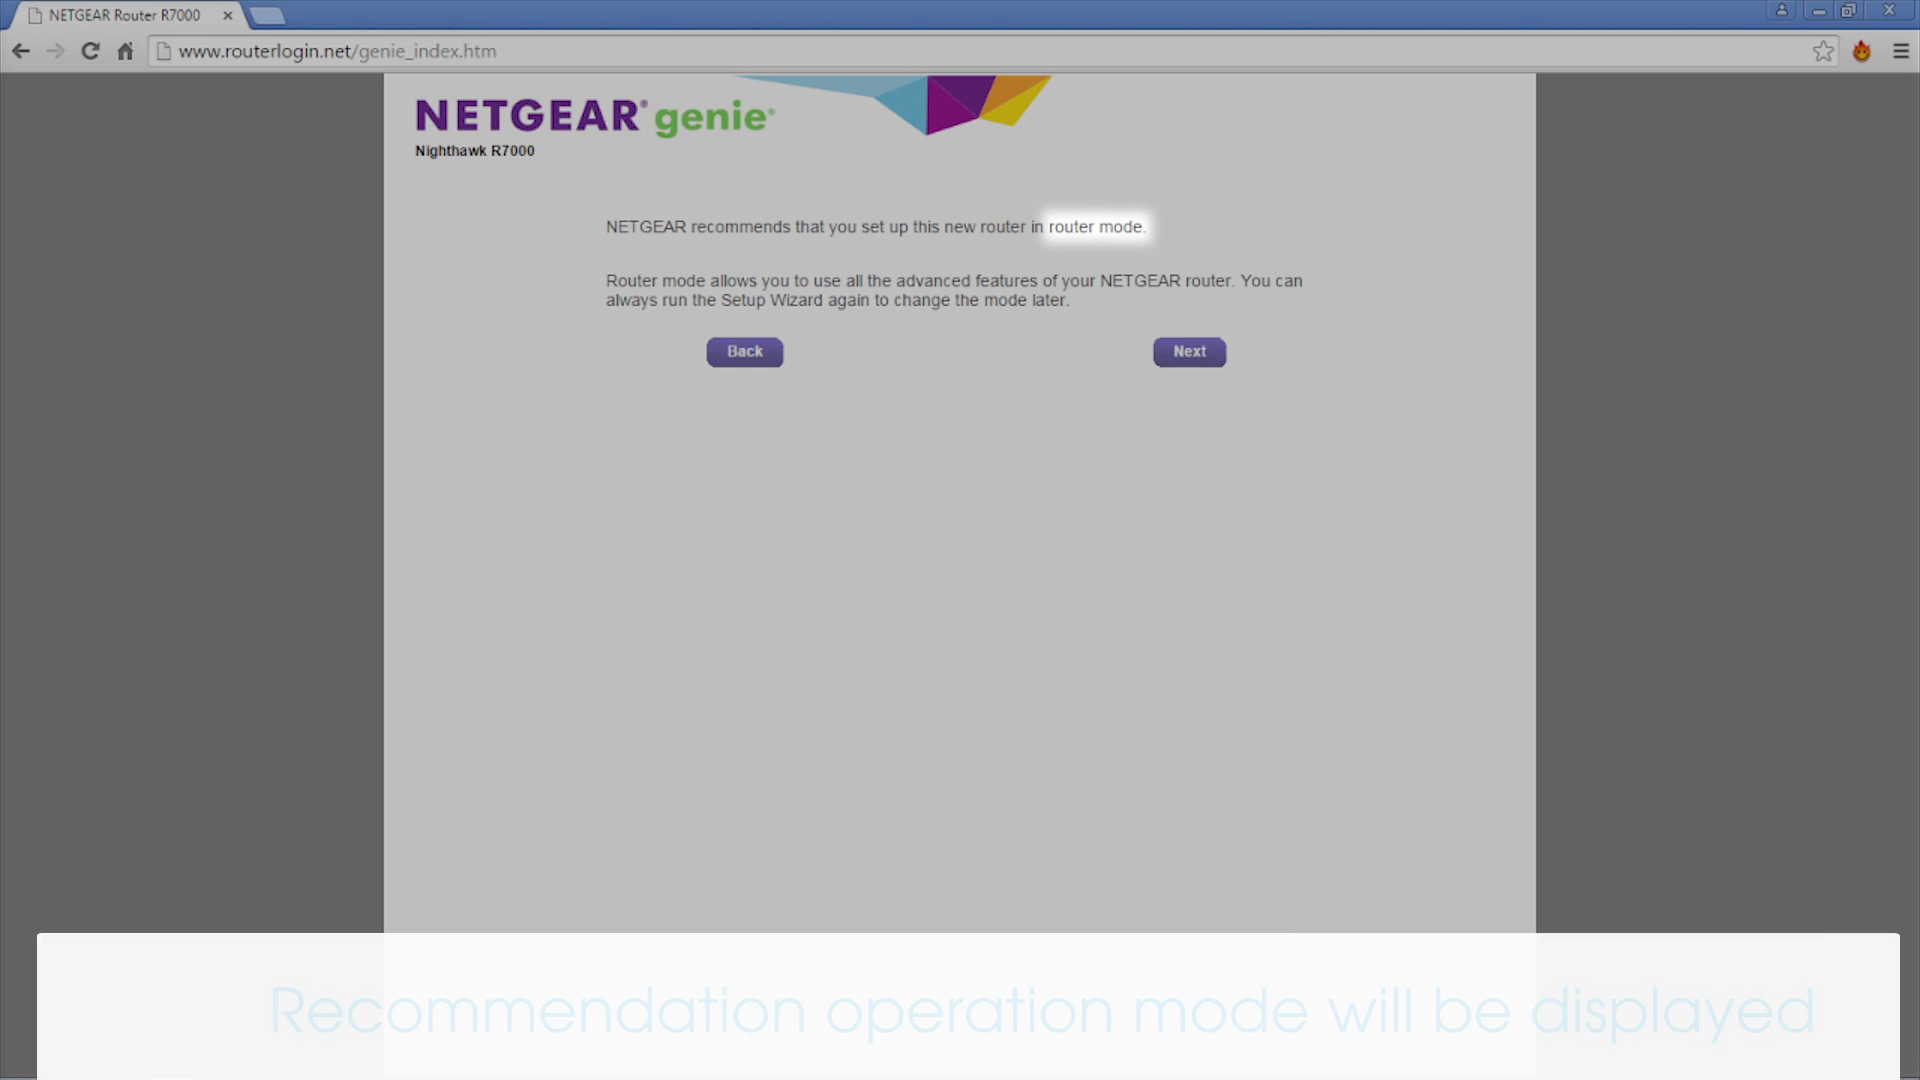 NETGEAR Router R7000
www.routerlogin.net/genie_index.htm
NETGEAR® genie®
Nighthawk R7000
NETGEAR recommends that you set up this new router in router mode.
Router mode allows you to use all the advanced features of your NETGEAR router. You can
always run the Setup Wizard again to change the mode later.
Back Next
Recommendation operation mode will be displayed